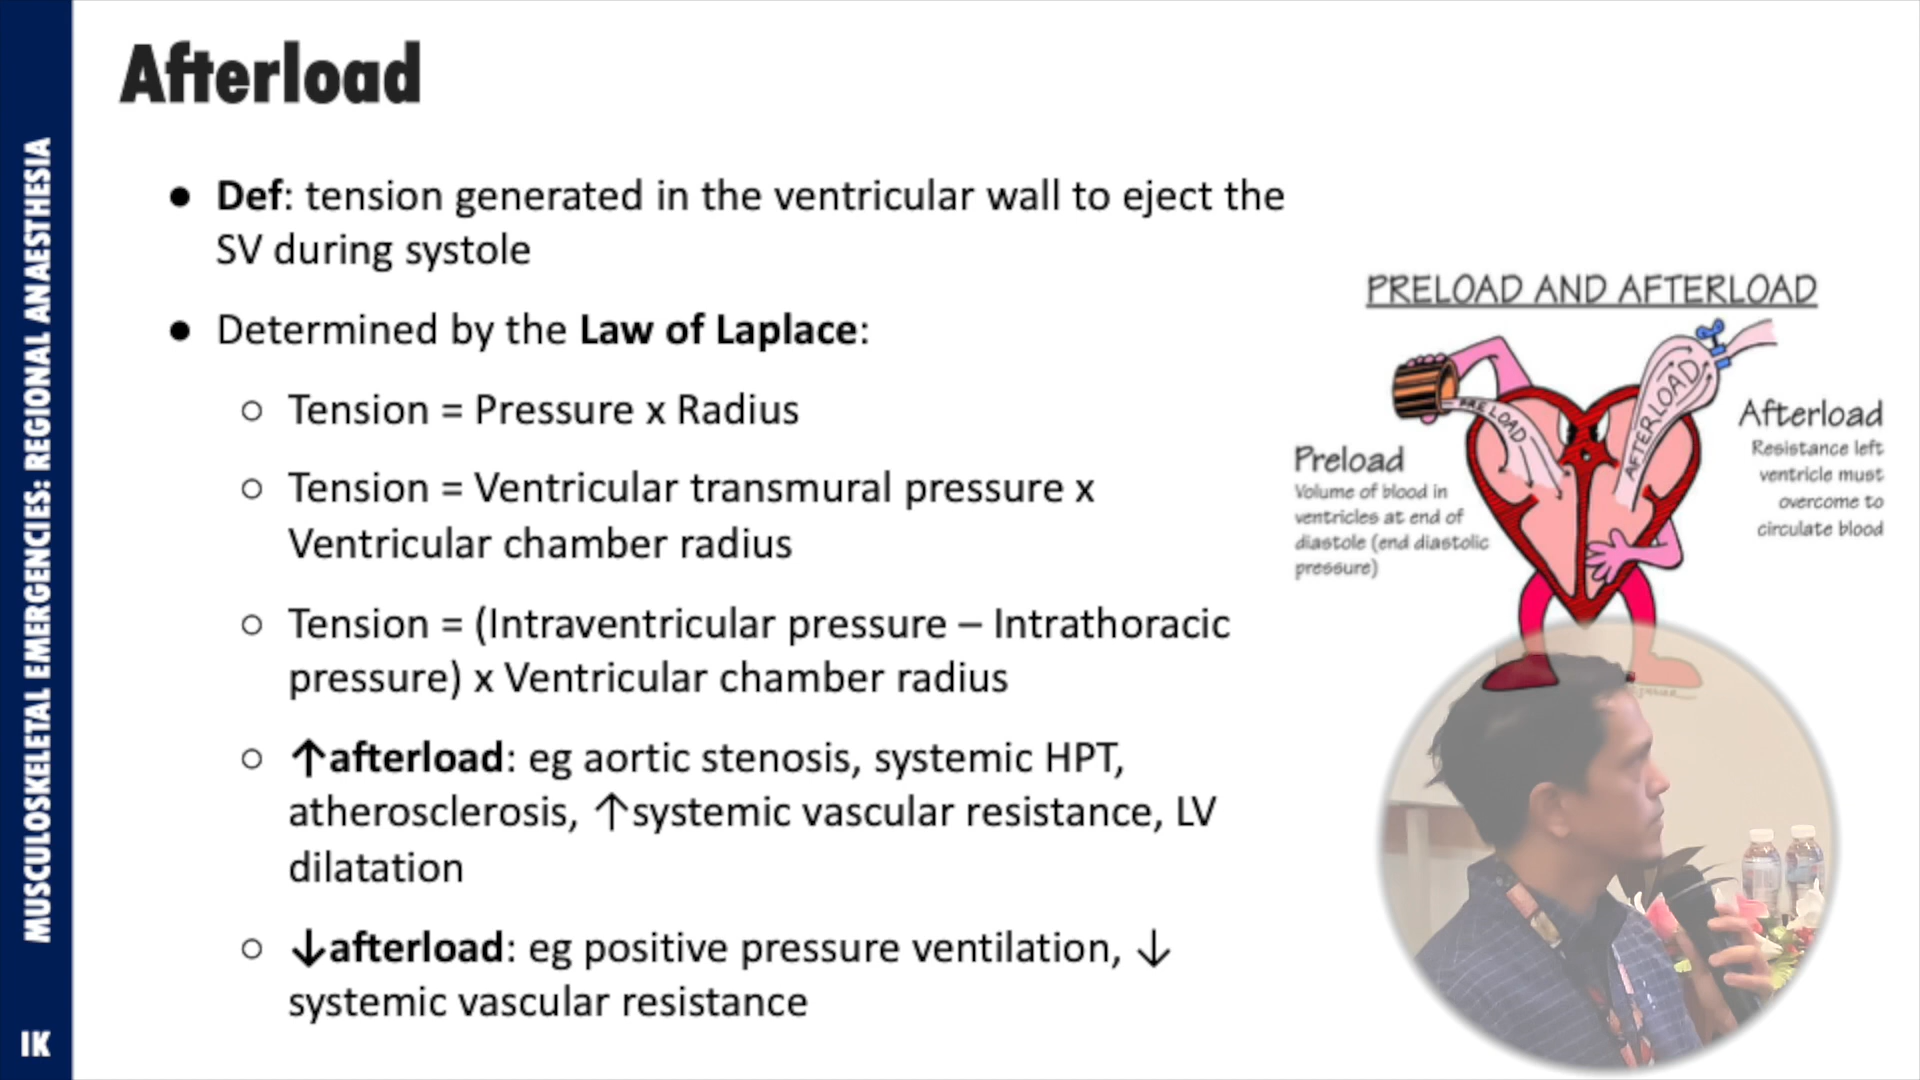 Afterload
MUSCULOSKELETAL EMERGENCIES: REGIONAL ANAESTHESIA
IK
● Def: tension generated in the ventricular wall to eject the
SV during systole
● Determined by the Law of Laplace:
○ Tension = Pressure x Radius
○ Tension = Ventricular transmural pressure x
Ventricular chamber radius
○ Tension = (Intraventricular pressure – Intrathoracic
pressure) x Ventricular chamber radius
○ ↑afterload: eg aortic stenosis, systemic HPT,
atherosclerosis, ↑systemic vascular resistance, LV
dilatation
○ ↓afterload: eg positive pressure ventilation, ↓
systemic vascular resistance
PRELOAD AND AFTERLOAD
PRELOAD
AFTERLOAD
Preload
Volume of blood in
ventricles at end of
diastole (end diastolic
pressure)
Afterload
Resistance left
ventricle must
overcome to
circulate blood